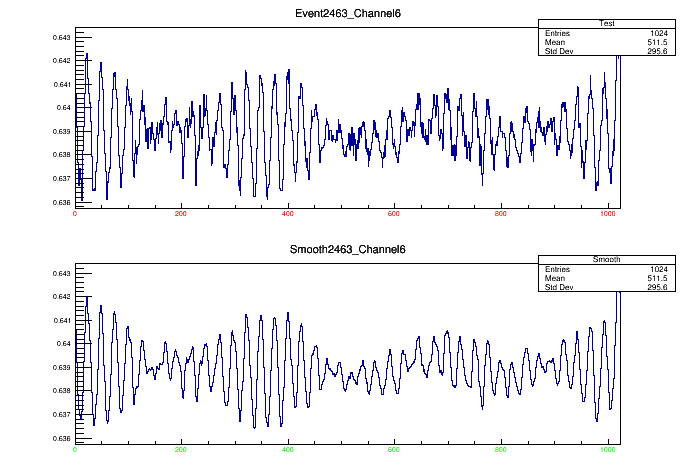 Event2463_Channel6
Test
Entries 1024
Mean 511.5
Std Dev 295.6
0.643
0.642
0.641
0.64
0.639
0.638
0.637
0.636
0 200 400 600 800 1000
Smooth2463_Channel6
Smooth
Entries 1024
Mean 511.5
Std Dev 295.6
0.643
0.642
0.641
0.64
0.639
0.638
0.637
0.636
0 200 400 600 800 1000